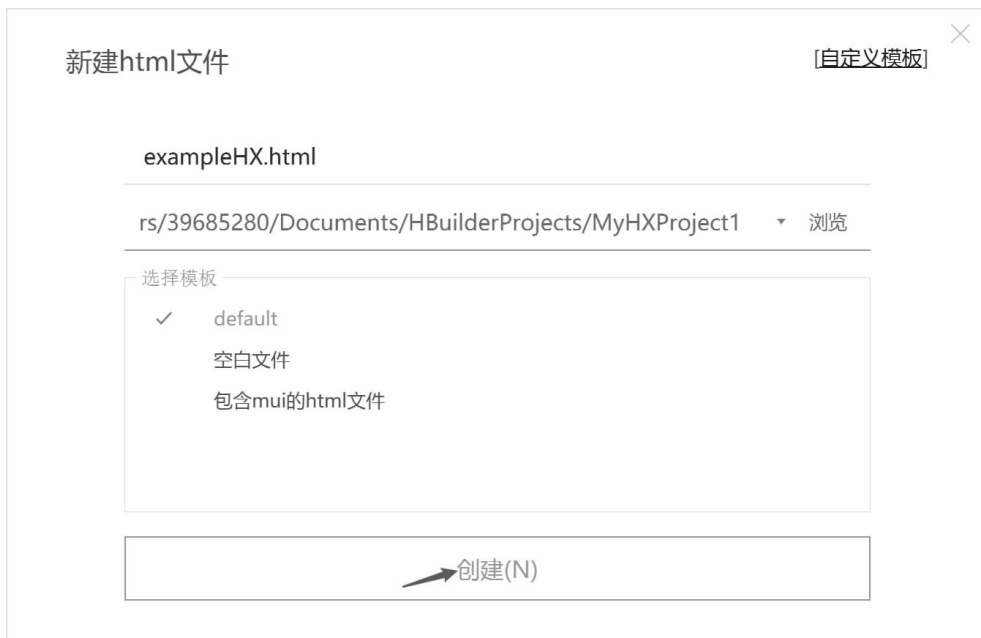 新建html文件
[自定义模板]
exampleHX.html
rs/39685280/Documents/HBuilderProjects/MyHXProject1 浏览
选择模板
default
空白文件
包含mui的html文件
创建(N)